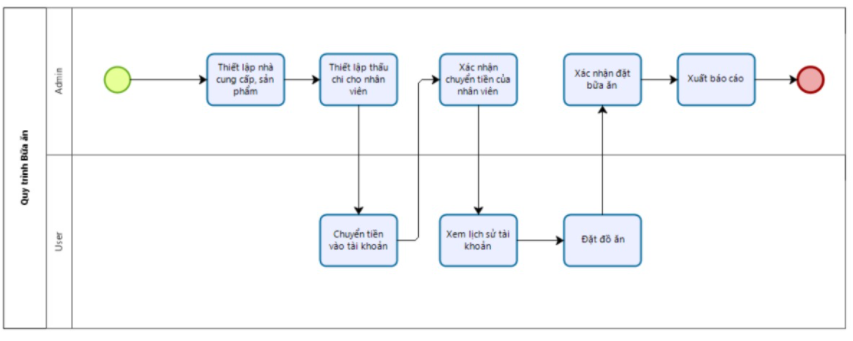 Quy trình Bữa ăn
Admin
Thiết lập nhà
cung cấp, sản
phẩm
Thiết lập thấu
chi cho nhân
viên
Xác nhận
chuyển tiền của
nhân viên
Xác nhận đặt
bữa ăn
Xuất báo cáo
User
Chuyển tiền
vào tài khoản
Xem lịch sử tài
khoản
Đặt đồ ăn